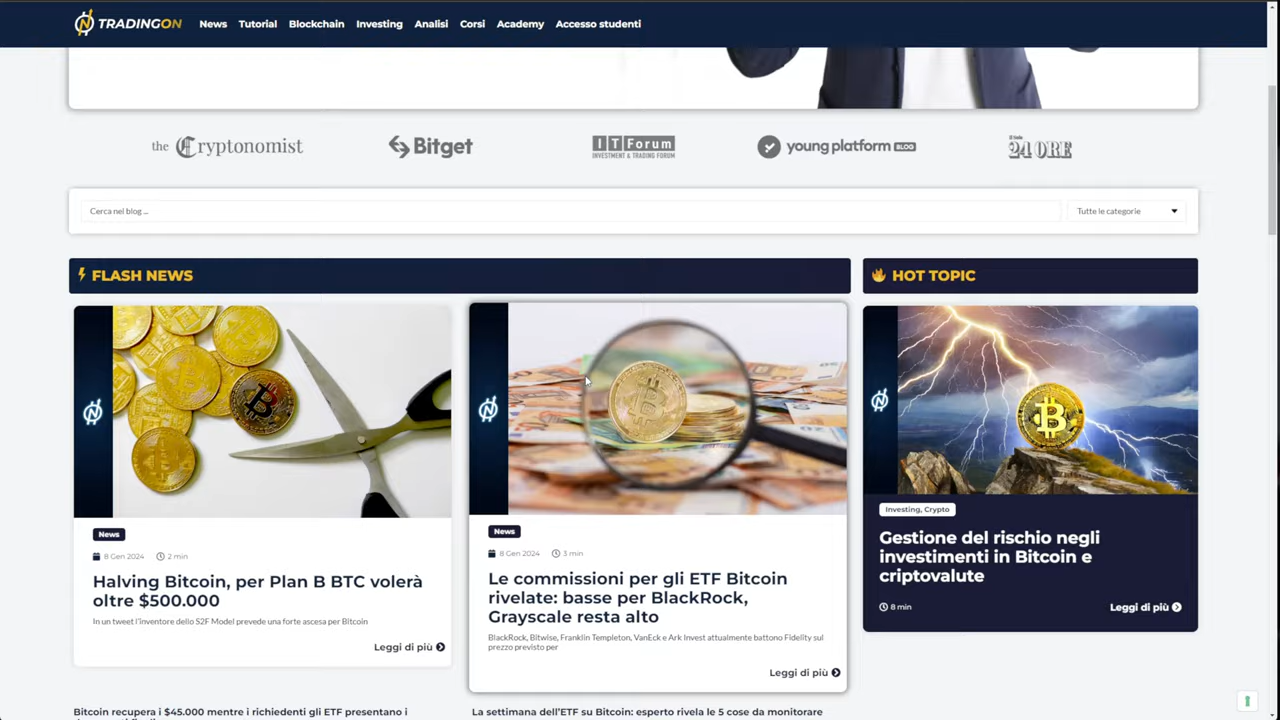 TRADINGON
News
Tutorial
Blockchain
Investing
Analisi
Corsi
Academy
Accesso studenti
the Cryptonomist
Bitget
ITForum
INVESTMENT & TRADING FORUM
young platform BLOG
24 ORE
Cerca nel blog ...
Tutte le categorie
FLASH NEWS
News
8 Gen 2024
2 min
Halving Bitcoin, per Plan B BTC volerà
oltre $500.000
In un tweet l'inventore dello S2F Model prevede una forte ascesa per Bitcoin
Leggi di più
News
8 Gen 2024
3 min
Le commissioni per gli ETF Bitcoin
rivelate: basse per BlackRock,
Grayscale resta alto
BlackRock, Bitwise, Franklin Templeton, VanEck e Ark Invest attualmente battono Fidelity sul
prezzo previsto per
Leggi di più
HOT TOPIC
Investing, Crypto
Gestione del rischio negli
investimenti in Bitcoin e
criptovalute
8 min
Leggi di più
Bitcoin recupera i $45.000 mentre i richiedenti gli ETF presentano i
La settimana dell'ETF su Bitcoin: esperto rivela le 5 cose da monitorare